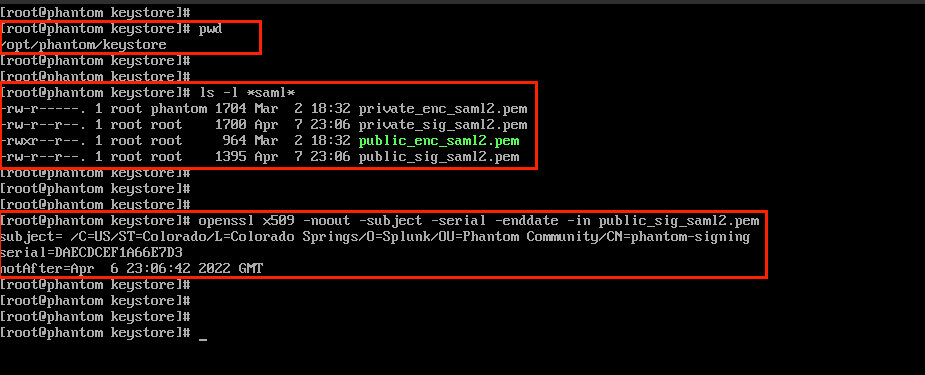 [root@phantom keystore]#
[root@phantom keystore]# pwd
/opt/phantom/keystore
[root@phantom keystore]#
[root@phantom keystore]#
[root@phantom keystore]# ls -l *saml*
-rw-r-----. 1 root phantom 1704 Mar  2 18:32 private_enc_saml2.pem
-rw-r--r--. 1 root root    1700 Apr  7 23:06 private_sig_saml2.pem
-rwxr--r--. 1 root root     964 Mar  2 18:32 public_enc_saml2.pem
-rw-r--r--. 1 root root    1395 Apr  7 23:06 public_sig_saml2.pem
[root@phantom keystore]#
[root@phantom keystore]#
[root@phantom keystore]#
[root@phantom keystore]# openssl x509 -noout -subject -serial -enddate -in public_sig_saml2.pem
subject= /C=US/ST=Colorado/L=Colorado Springs/O=Splunk/OU=Phantom Community/CN=phantom-signing
serial=DAECDCEF1A66E7D3
notAfter=Apr  6 23:06:42 2022 GMT
[root@phantom keystore]#
[root@phantom keystore]#
[root@phantom keystore]#
[root@phantom keystore]# _